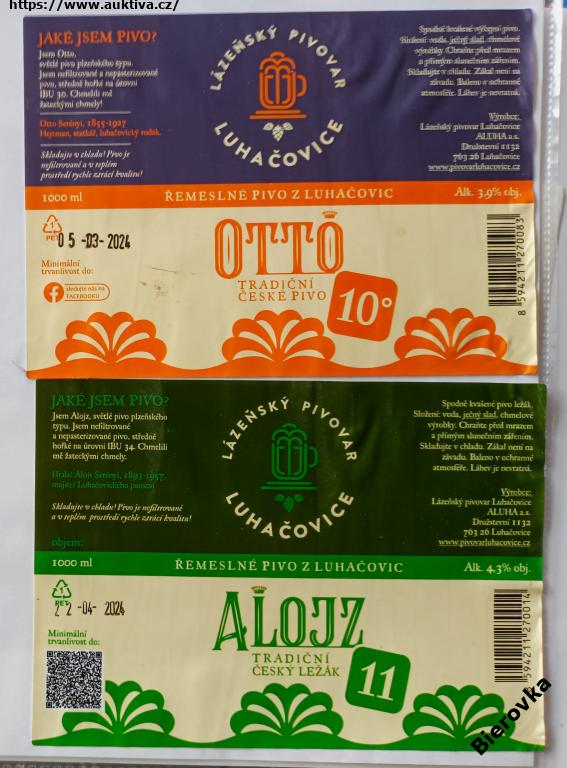 https://www.auktiva.cz/
JAKÉ JSEM PIVO?
Jsem Otto,
světlé pivo plzeňského typu.
Jsem nefiltrované a nepasterizované
pivo, středně hořké na úrovni
IBU 30. Chmelili mě
žateckými chmely!
Otto Serényi, 1855-1927
Hejtman, statkář, luhačovický rodák.
Skladujte v chladu! Pivo je
nefiltrované a v teplém
prostředí rychle ztrácí kvalitu!
LÁZEŇSKÝ PIVOVAR
LUHAČOVICE
Spodně kvašené výčepní pivo.
Složení: voda, ječný slad, chmelové
výrobky. Chraňte před mrazem
a přímým slunečním zářením.
Skladujte v chladu. Zákal není na
závadu. Baleno v ochranné
atmosféře. Láhev je nevratná.
Výrobce:
Lázeňský pivovar Luhačovice
ALUHA a.s.
Družstevní 1132
763 26 Luhačovice
www.pivovarluhacovice.cz
1000 ml
ŘEMESLNÉ PIVO Z LUHAČOVIC
Alk. 3,9% obj.
1
PET
05 -03- 2024
Minimální
trvanlivost do:
sledujte nás na
FACEBOOKU
OTTO
TRADIČNÍ
ČESKÉ PIVO
10°
8 594211 270083
JAKÉ JSEM PIVO?
Jsem Alojz, světlé pivo plzeňského
typu. Jsem nefiltrované
a nepasterizované pivo, středně
hořké na úrovni IBU 34. Chmelili
mě žateckými chmely.
Hrabě Alois Serényi, 1893-1957,
majitel Luhačovického panství
Skladujte v chladu! Pivo je nefiltrované
a v teplém prostředí rychle ztrácí kvalitu!
objem:
LÁZEŇSKÝ PIVOVAR
LUHAČOVICE
Spodně kvašené pivo ležák.
Složení: voda, ječný slad, chmelové
výrobky. Chraňte před mrazem
a přímým slunečním zářením.
Skladujte v chladu. Zákal není na
závadu. Baleno v ochranné
atmosféře. Láhev je nevratná.
Výrobce:
Lázeňský pivovar Luhačovice
ALUHA a.s.
Družstevní 1132
763 26 Luhačovice
www.pivovarluhacovice.cz
1000 ml
ŘEMESLNÉ PIVO Z LUHAČOVIC
Alk. 4,3% obj.
1
PET
22 -04- 2024
Minimální
trvanlivost do:
ALOJZ
TRADIČNÍ
ČESKÝ LEŽÁK
11
594211 270014
Bierovka